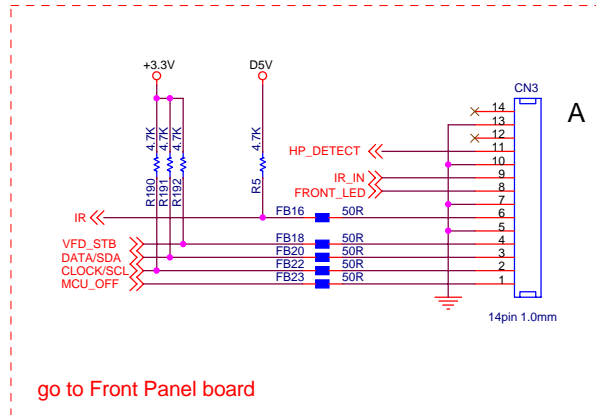 +3.3V
D5V
CN3
A
4.7K
4.7K
4.7K
4.7K
R190
R191
R192
R5
14
13
12
HP_DETECT
11
10
IR_IN
9
FRONT_LED
8
7
IR
FB16
50R
6
5
VFD_STB
FB18
50R
4
DATA/SDA
FB20
50R
3
CLOCK/SCL
FB22
50R
2
MCU_OFF
FB23
50R
1
14pin 1.0mm
go to Front Panel board